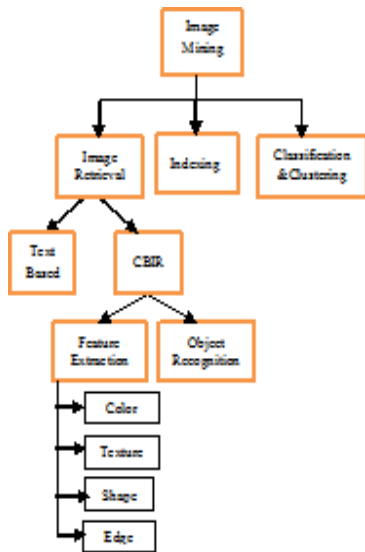 Image
Mining
Image
Retrieval
Indexing
Classification
&Clustering
Text
Based
CBIR
Feature
Extraction
Object
Recognition
Color
Texture
Shape
Edge